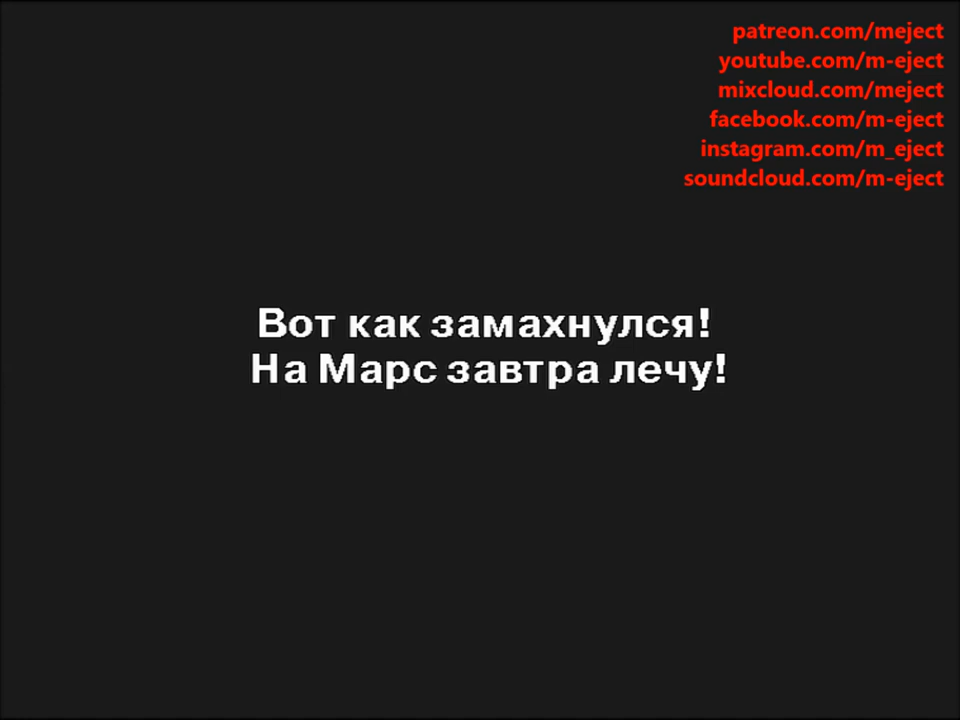 patreon.com/meject
youtube.com/m-eject
mixcloud.com/meject
facebook.com/m-eject
instagram.com/m_eject
soundcloud.com/m-eject
Вот как замахнулся!
На Марс завтра лечу!